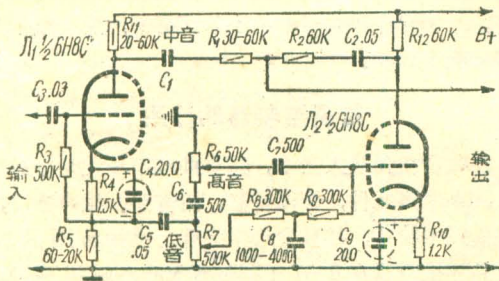 R11
20-60K
中音
R1 30-60K
R2 60K
C2 .05
R12 60K
B+
Л1 ½ 6Н8С
C1
C3 .03
Л2 ½ 6Н8С
R3
500K
输入
R4
1.5K
C4 20,0
R6 50K
高音
C7 500
C6
500
输出
R8 300K
R9 300K
R5
60-20K
C5
.05
低音
R7
500K
C8
1000-4000
C9
20,0
R10
1.2K